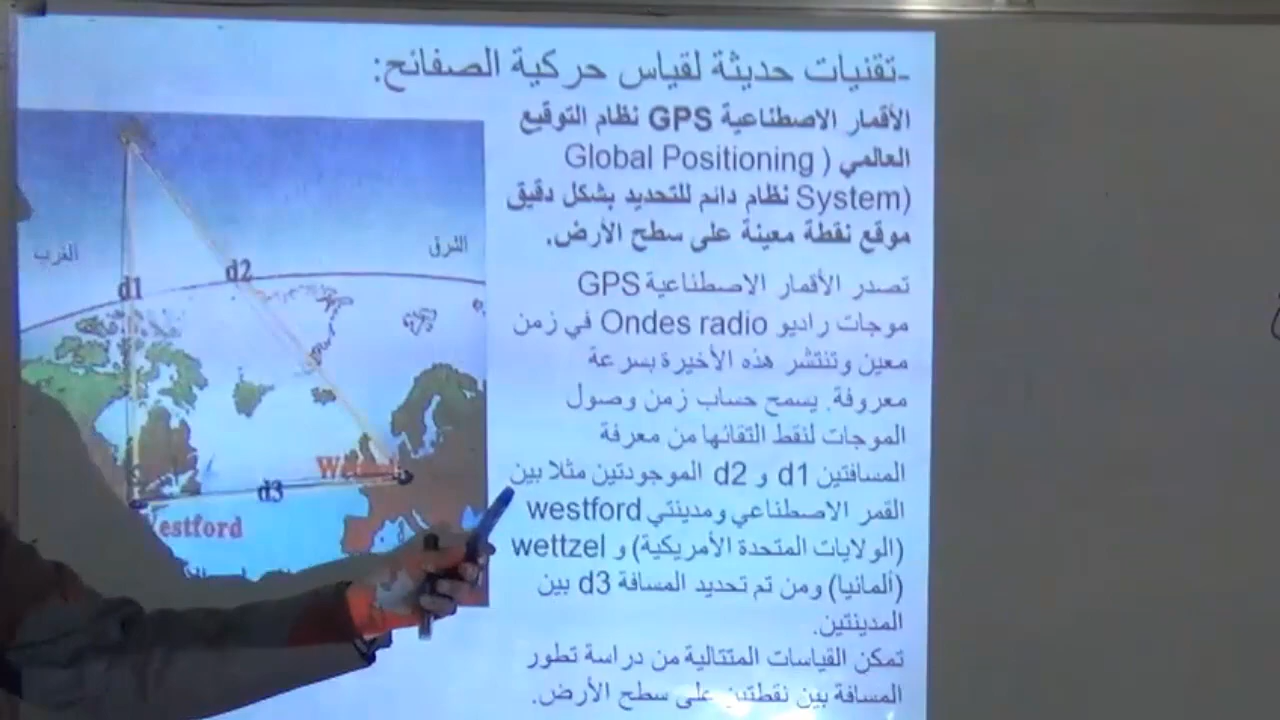 -تقنيات حديثة لقياس حركية الصفائح:
الأقمار الاصطناعية GPS نظام التوقيع
العالمي ( Global Positioning
System) نظام دائم للتحديد بشكل دقيق
موقع نقطة معينة على سطح الأرض.
تصدر الأقمار الاصطناعية GPS
موجات راديو Ondes radio في زمن
معين وتنتشر هذه الأخيرة بسرعة
معروفة. يسمح حساب زمن وصول
الموجات لنقط التقائها من معرفة
المسافتين d1 و d2 الموجودتين مثلا بين
القمر الاصطناعي ومدينتي westford
(الولايات المتحدة الأمريكية) و wettzel
(ألمانيا) ومن تم تحديد المسافة d3 بين
المدينتين.
تمكن القياسات المتتالية من دراسة تطور
المسافة بين نقطتين على سطح الأرض.
الشرق
الغرب
d2
d1
d3
estford